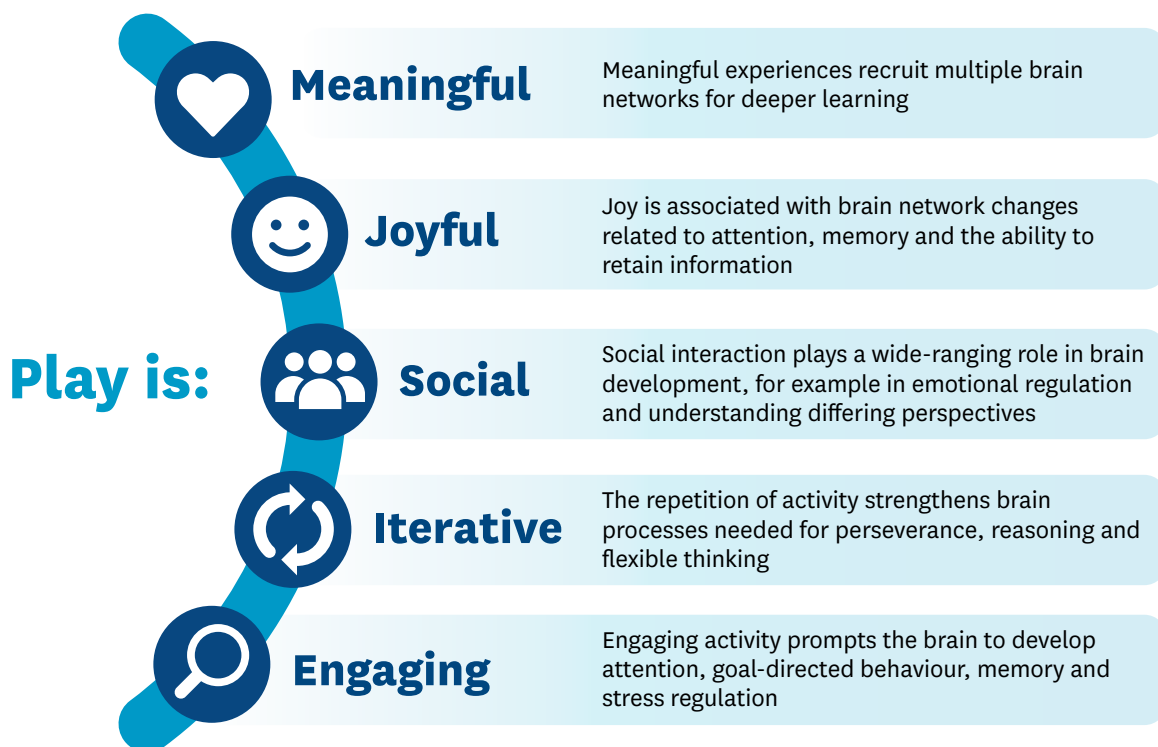 Play is:
Meaningful
Meaningful experiences recruit multiple brain
networks for deeper learning
Joyful
Joy is associated with brain network changes
related to attention, memory and the ability to
retain information
Social
Social interaction plays a wide-ranging role in brain
development, for example in emotional regulation
and understanding differing perspectives
Iterative
The repetition of activity strengthens brain
processes needed for perseverance, reasoning and
flexible thinking
Engaging
Engaging activity prompts the brain to develop
attention, goal-directed behaviour, memory and
stress regulation